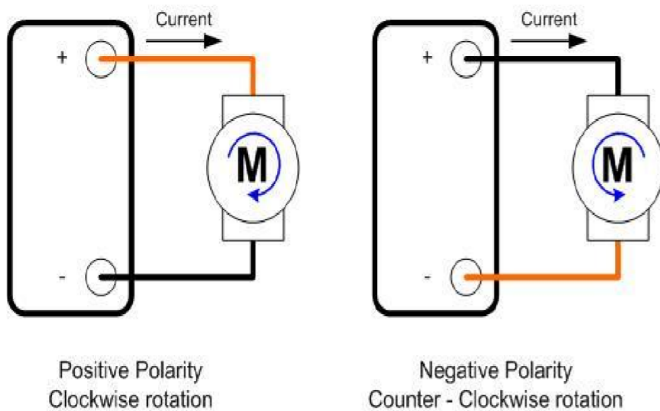 Current
+
M
-
Positive Polarity
Clockwise rotation
Current
+
M
-
Negative Polarity
Counter - Clockwise rotation